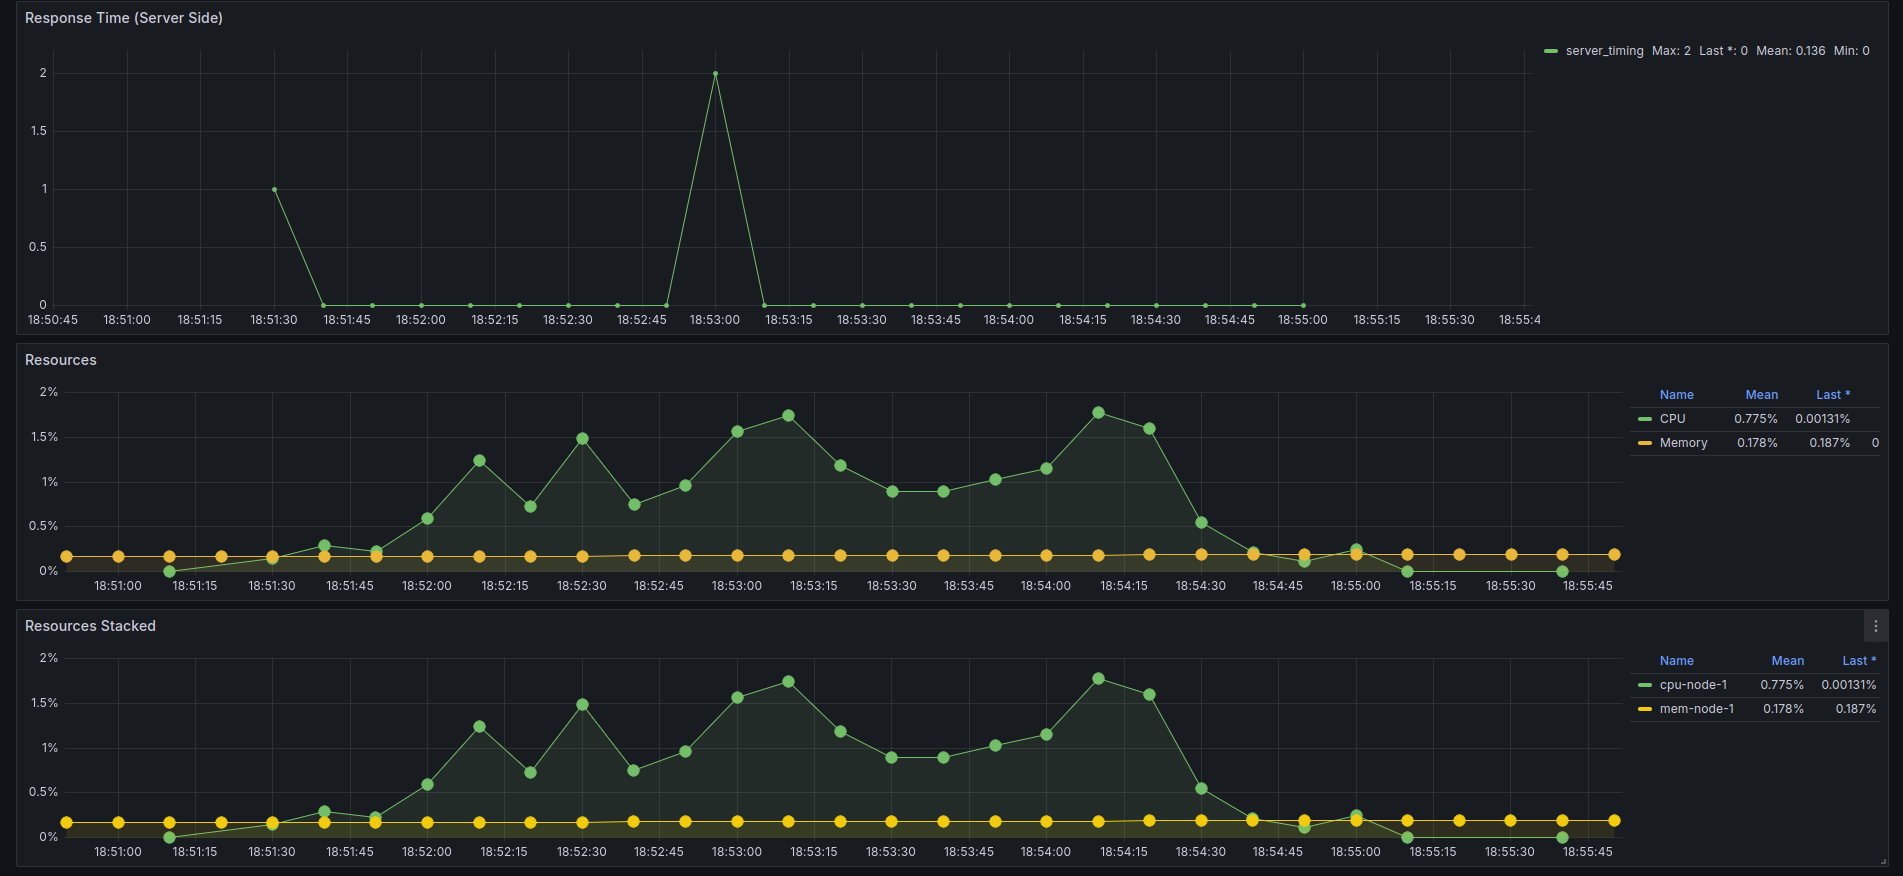 Response Time (Server Side)
server_timing Max: 2 Last *: 0 Mean: 0.136 Min: 0
2
1.5
1
0.5
0
18:50:45 18:51:00 18:51:15 18:51:30 18:51:45 18:52:00 18:52:15 18:52:30 18:52:45 18:53:00 18:53:15 18:53:30 18:53:45 18:54:00 18:54:15 18:54:30 18:54:45 18:55:00 18:55:15 18:55:30 18:55:4
Resources
2%
1.5%
1%
0.5%
0%
18:51:00 18:51:15 18:51:30 18:51:45 18:52:00 18:52:15 18:52:30 18:52:45 18:53:00 18:53:15 18:53:30 18:53:45 18:54:00 18:54:15 18:54:30 18:54:45 18:55:00 18:55:15 18:55:30 18:55:45
Name Mean Last *
CPU 0.775% 0.00131%
Memory 0.178% 0.187% 0
Resources Stacked
2%
1.5%
1%
0.5%
0%
18:51:00 18:51:15 18:51:30 18:51:45 18:52:00 18:52:15 18:52:30 18:52:45 18:53:00 18:53:15 18:53:30 18:53:45 18:54:00 18:54:15 18:54:30 18:54:45 18:55:00 18:55:15 18:55:30 18:55:45
Name Mean Last *
cpu-node-1 0.775% 0.00131%
mem-node-1 0.178% 0.187%